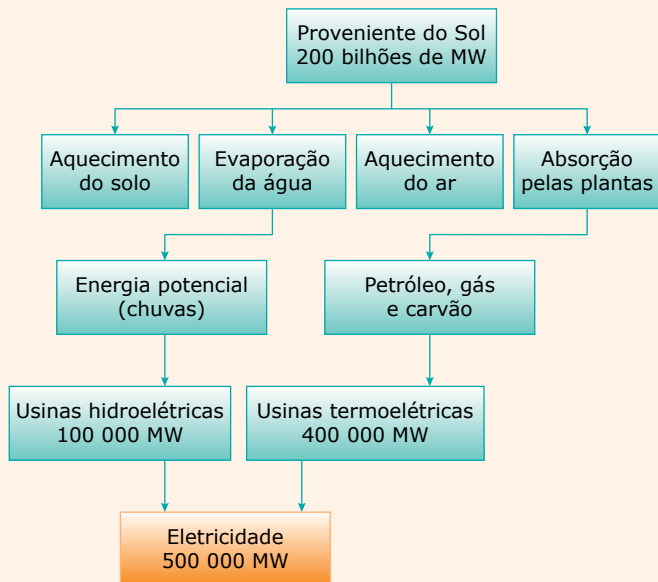 Proveniente do Sol
200 bilhões de MW
Aquecimento
do solo
Evaporação
da água
Aquecimento
do ar
Absorção
pelas plantas
Energia potencial
(chuvas)
Petróleo, gás
e carvão
Usinas hidroelétricas
100 000 MW
Usinas termoelétricas
400 000 MW
Eletricidade
500 000 MW